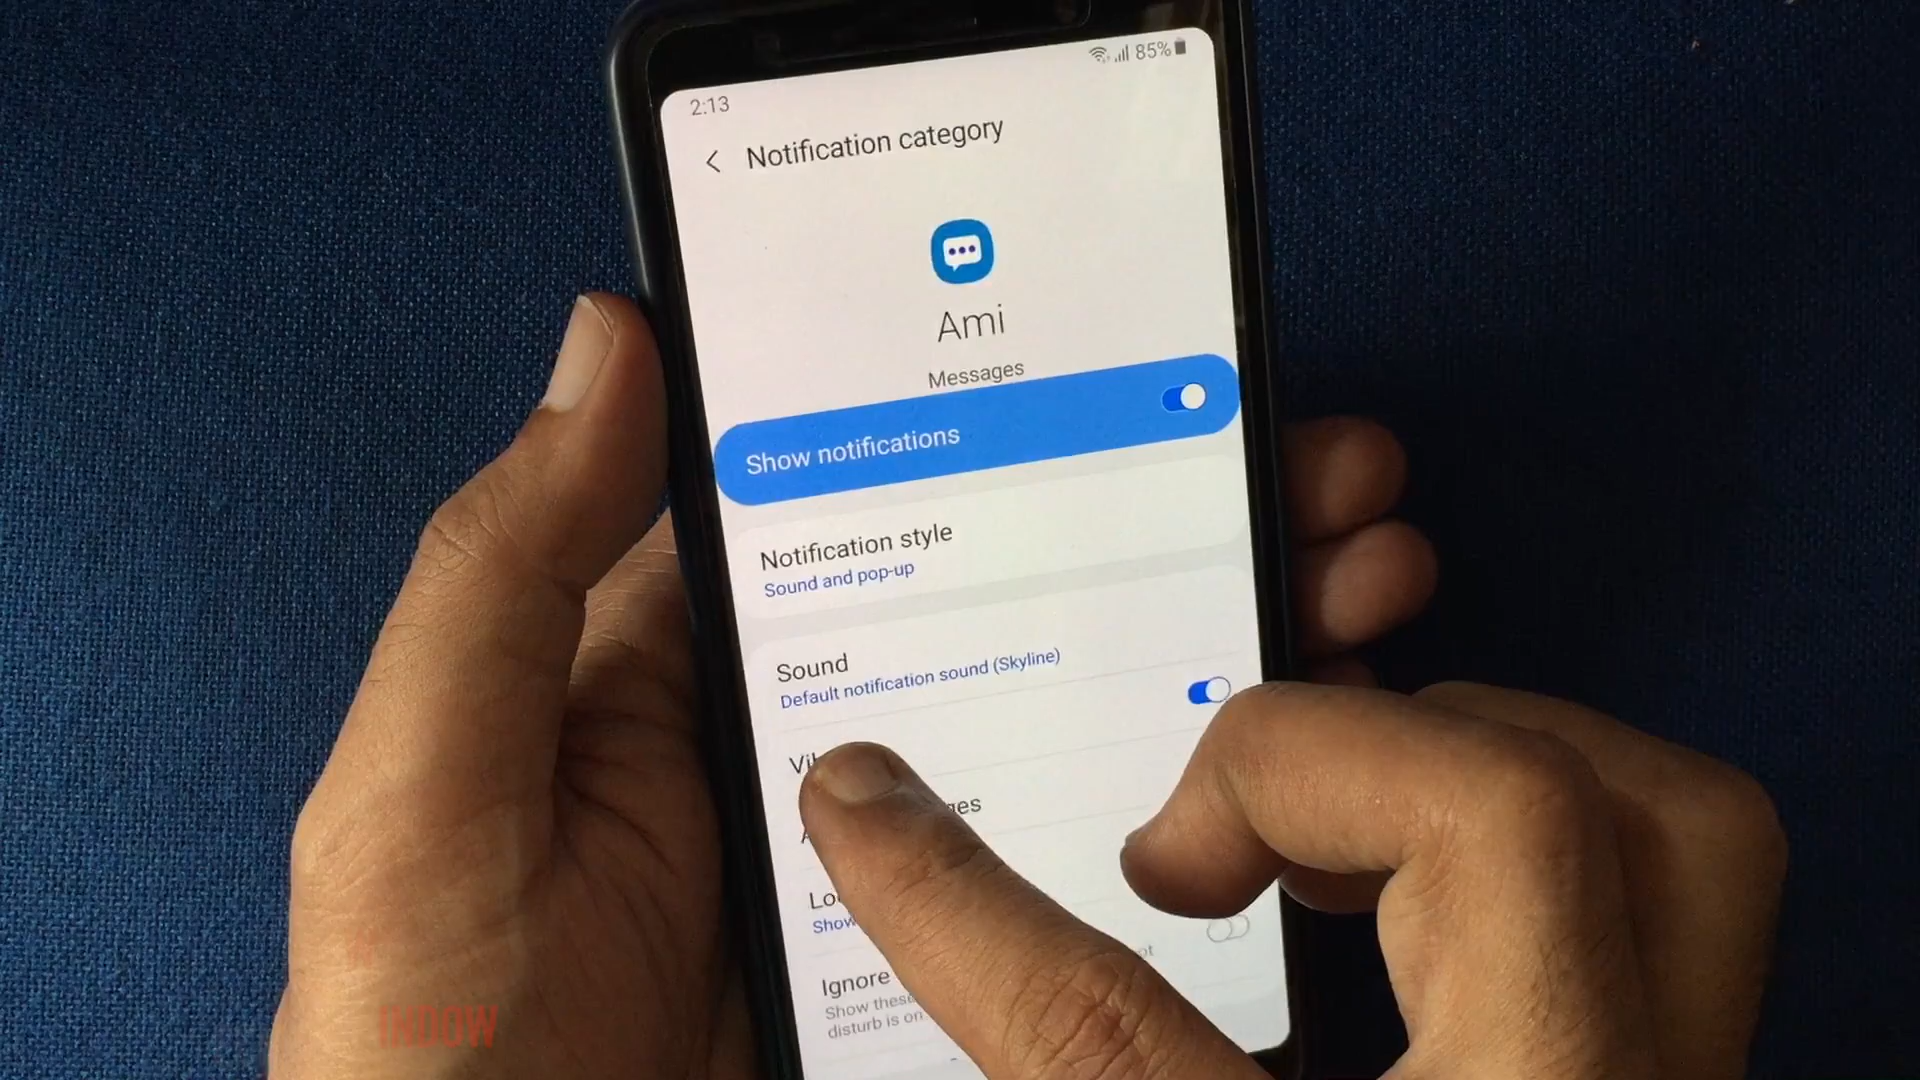 85%
2:13
Notification category
Ami
Messages
Show notifications
Notification style
Sound and pop-up
Sound
Default notification sound (Skyline)
Show
Ignore
Show these
disturb is on.
INDOW